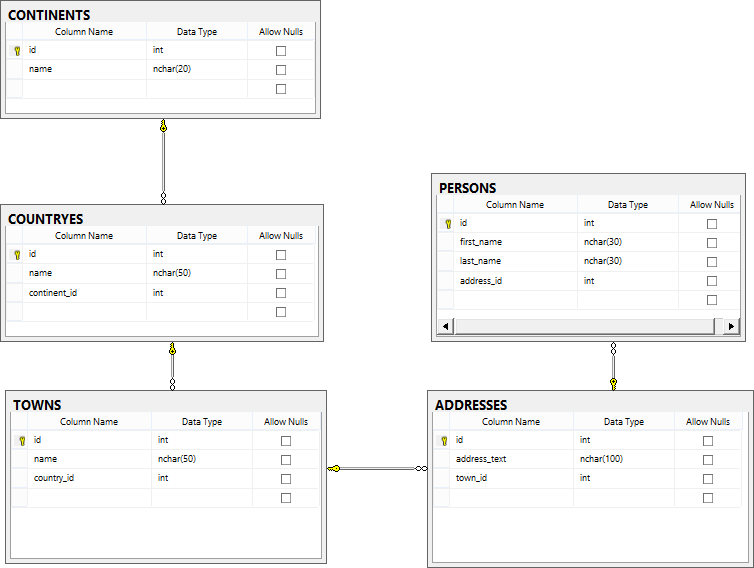 CONTINENTS
Column Name Data Type Allow Nulls
id int
name nchar(20)
COUNTRYES
Column Name Data Type Allow Nulls
id int
name nchar(50)
continent_id int
PERSONS
Column Name Data Type Allow Nulls
id int
first_name nchar(30)
last_name nchar(30)
address_id int
TOWNS
Column Name Data Type Allow Nulls
id int
name nchar(50)
country_id int
ADDRESSES
Column Name Data Type Allow Nulls
id int
address_text nchar(100)
town_id int